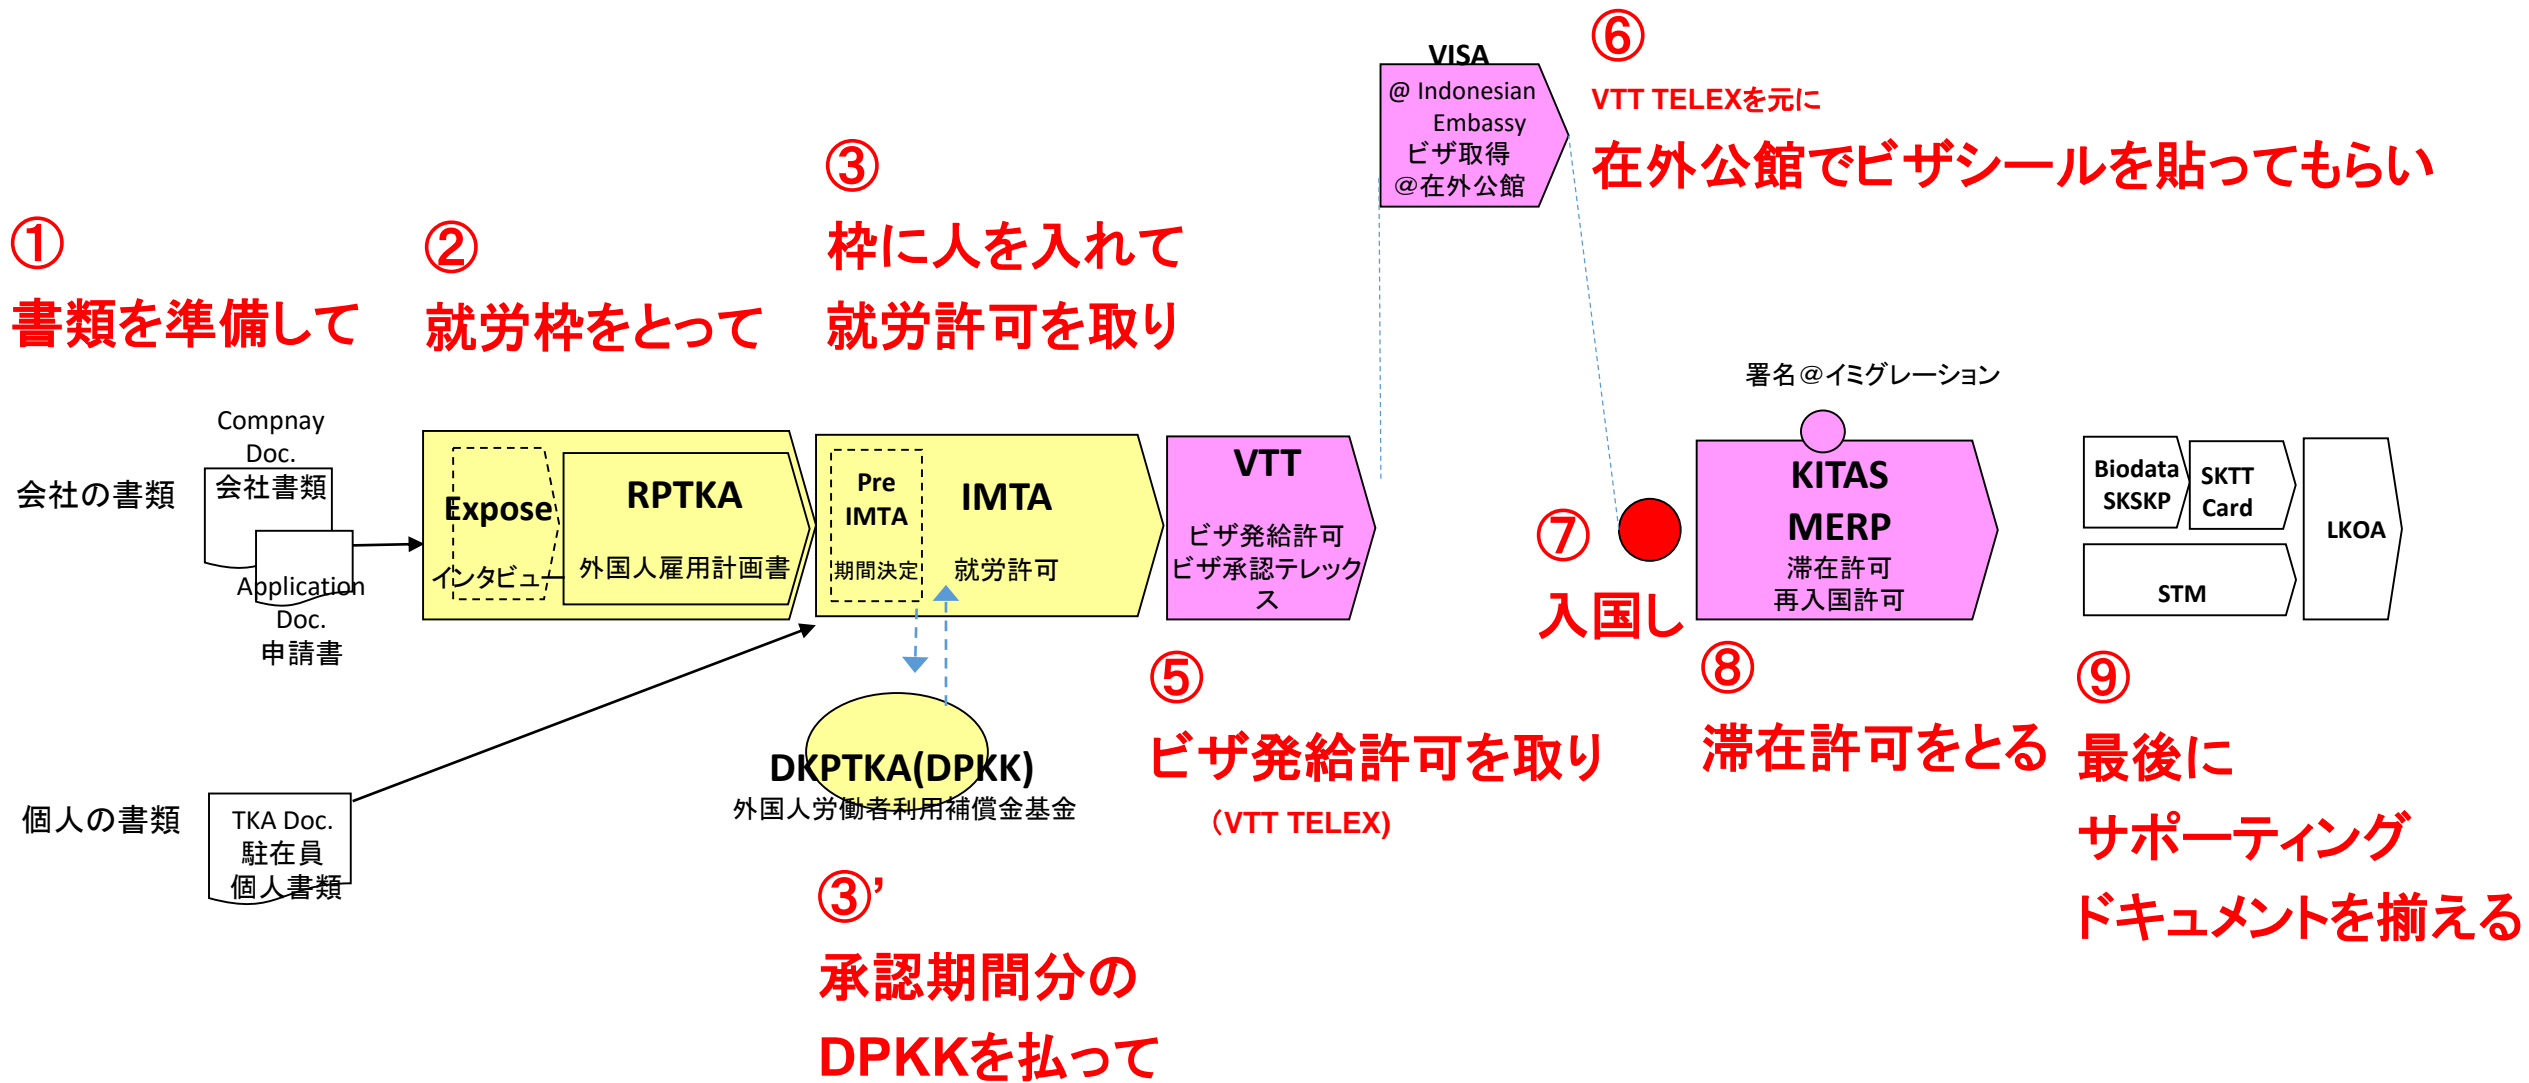 ①
書類を準備して
②
就労枠をとって
③
枠に人を入れて
就労許可を取り
VISA
@ Indonesian
Embassy
ビザ取得
＠在外公館
⑥
VTT TELEXを元に
在外公館でビザシールを貼ってもらい
会社の書類
Compnay
Doc.
会社書類
Application
Doc.
申請書
Expose
インタビュー
RPTKA
外国人雇用計画書
Pre
IMTA
期間決定
IMTA
就労許可
VTT
ビザ発給許可
ビザ承認テレック
ス
⑦
入国し
署名＠イミグレーション
KITAS
MERP
滞在許可
再入国許可
Biodata
SKSKP
SKTT
Card
STM
LKOA
個人の書類
TKA Doc.
駐在員
個人書類
DKPTKA(DPKK)
外国人労働者利用補償金基金
③’
承認期間分の
DPKKを払って
⑤
ビザ発給許可を取り
（VTT TELEX)
⑧
滞在許可をとる
⑨
最後に
サポーティング
ドキュメントを揃える